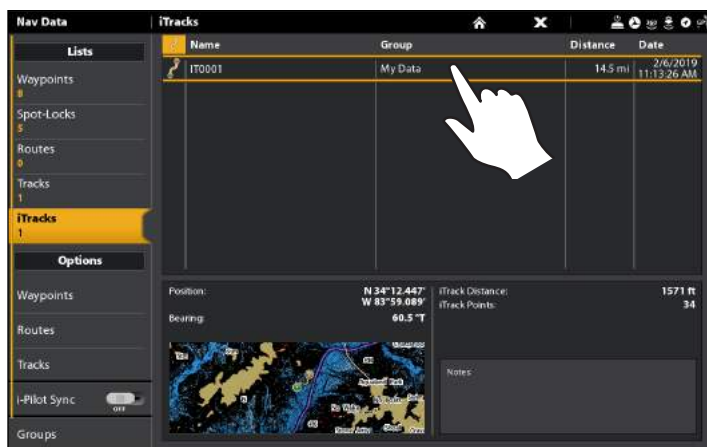 Nav Data
iTracks
Lists
Name Group Distance Date
IT0001 My Data 14.5 mi 2/6/2019
11:13:26 AM
Waypoints
8
Spot-Locks
5
Routes
0
Tracks
1
iTracks
1
Options
Waypoints
Routes
Tracks
i-Pilot Sync OFF
Groups
Position: N 34°12.447'
W 83°59.089'
Bearing: 60.5 °T
iTrack Distance: 1571 ft
iTrack Points: 34
Notes